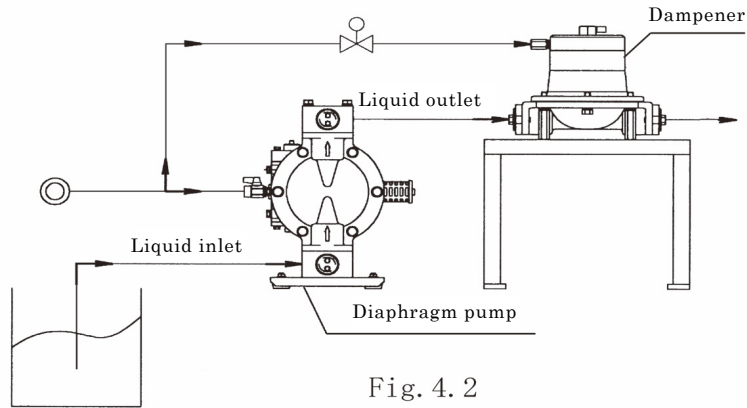 Dampener
Liquid outlet
Liquid inlet
Diaphragm pump
Fig. 4. 2